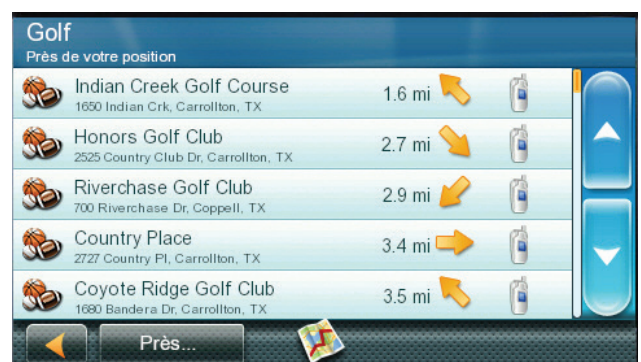 Golf
Près de votre position
Indian Creek Golf Course
1.6 mi
1650 Indian Crk, Carrollton, TX
Honors Golf Club
2.7 mi
2525 Country Club Dr, Carrollton, TX
Riverchase Golf Club
2.9 mi
700 Riverchase Dr, Coppell, TX
Country Place
3.4 mi
2727 Country Pl, Carrollton, TX
Coyote Ridge Golf Club
3.5 mi
1680 Bandera Dr, Carrollton, TX
Près...